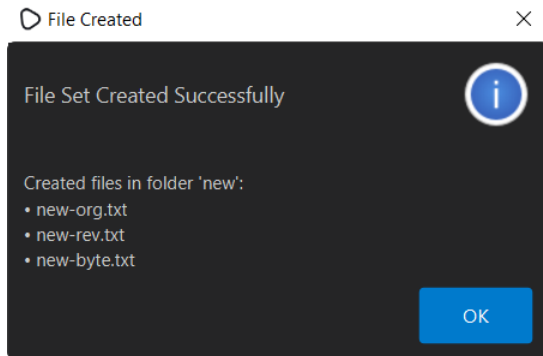 File Created
File Set Created Successfully
i
Created files in folder 'new':
• new-org.txt
• new-rev.txt
• new-byte.txt
OK